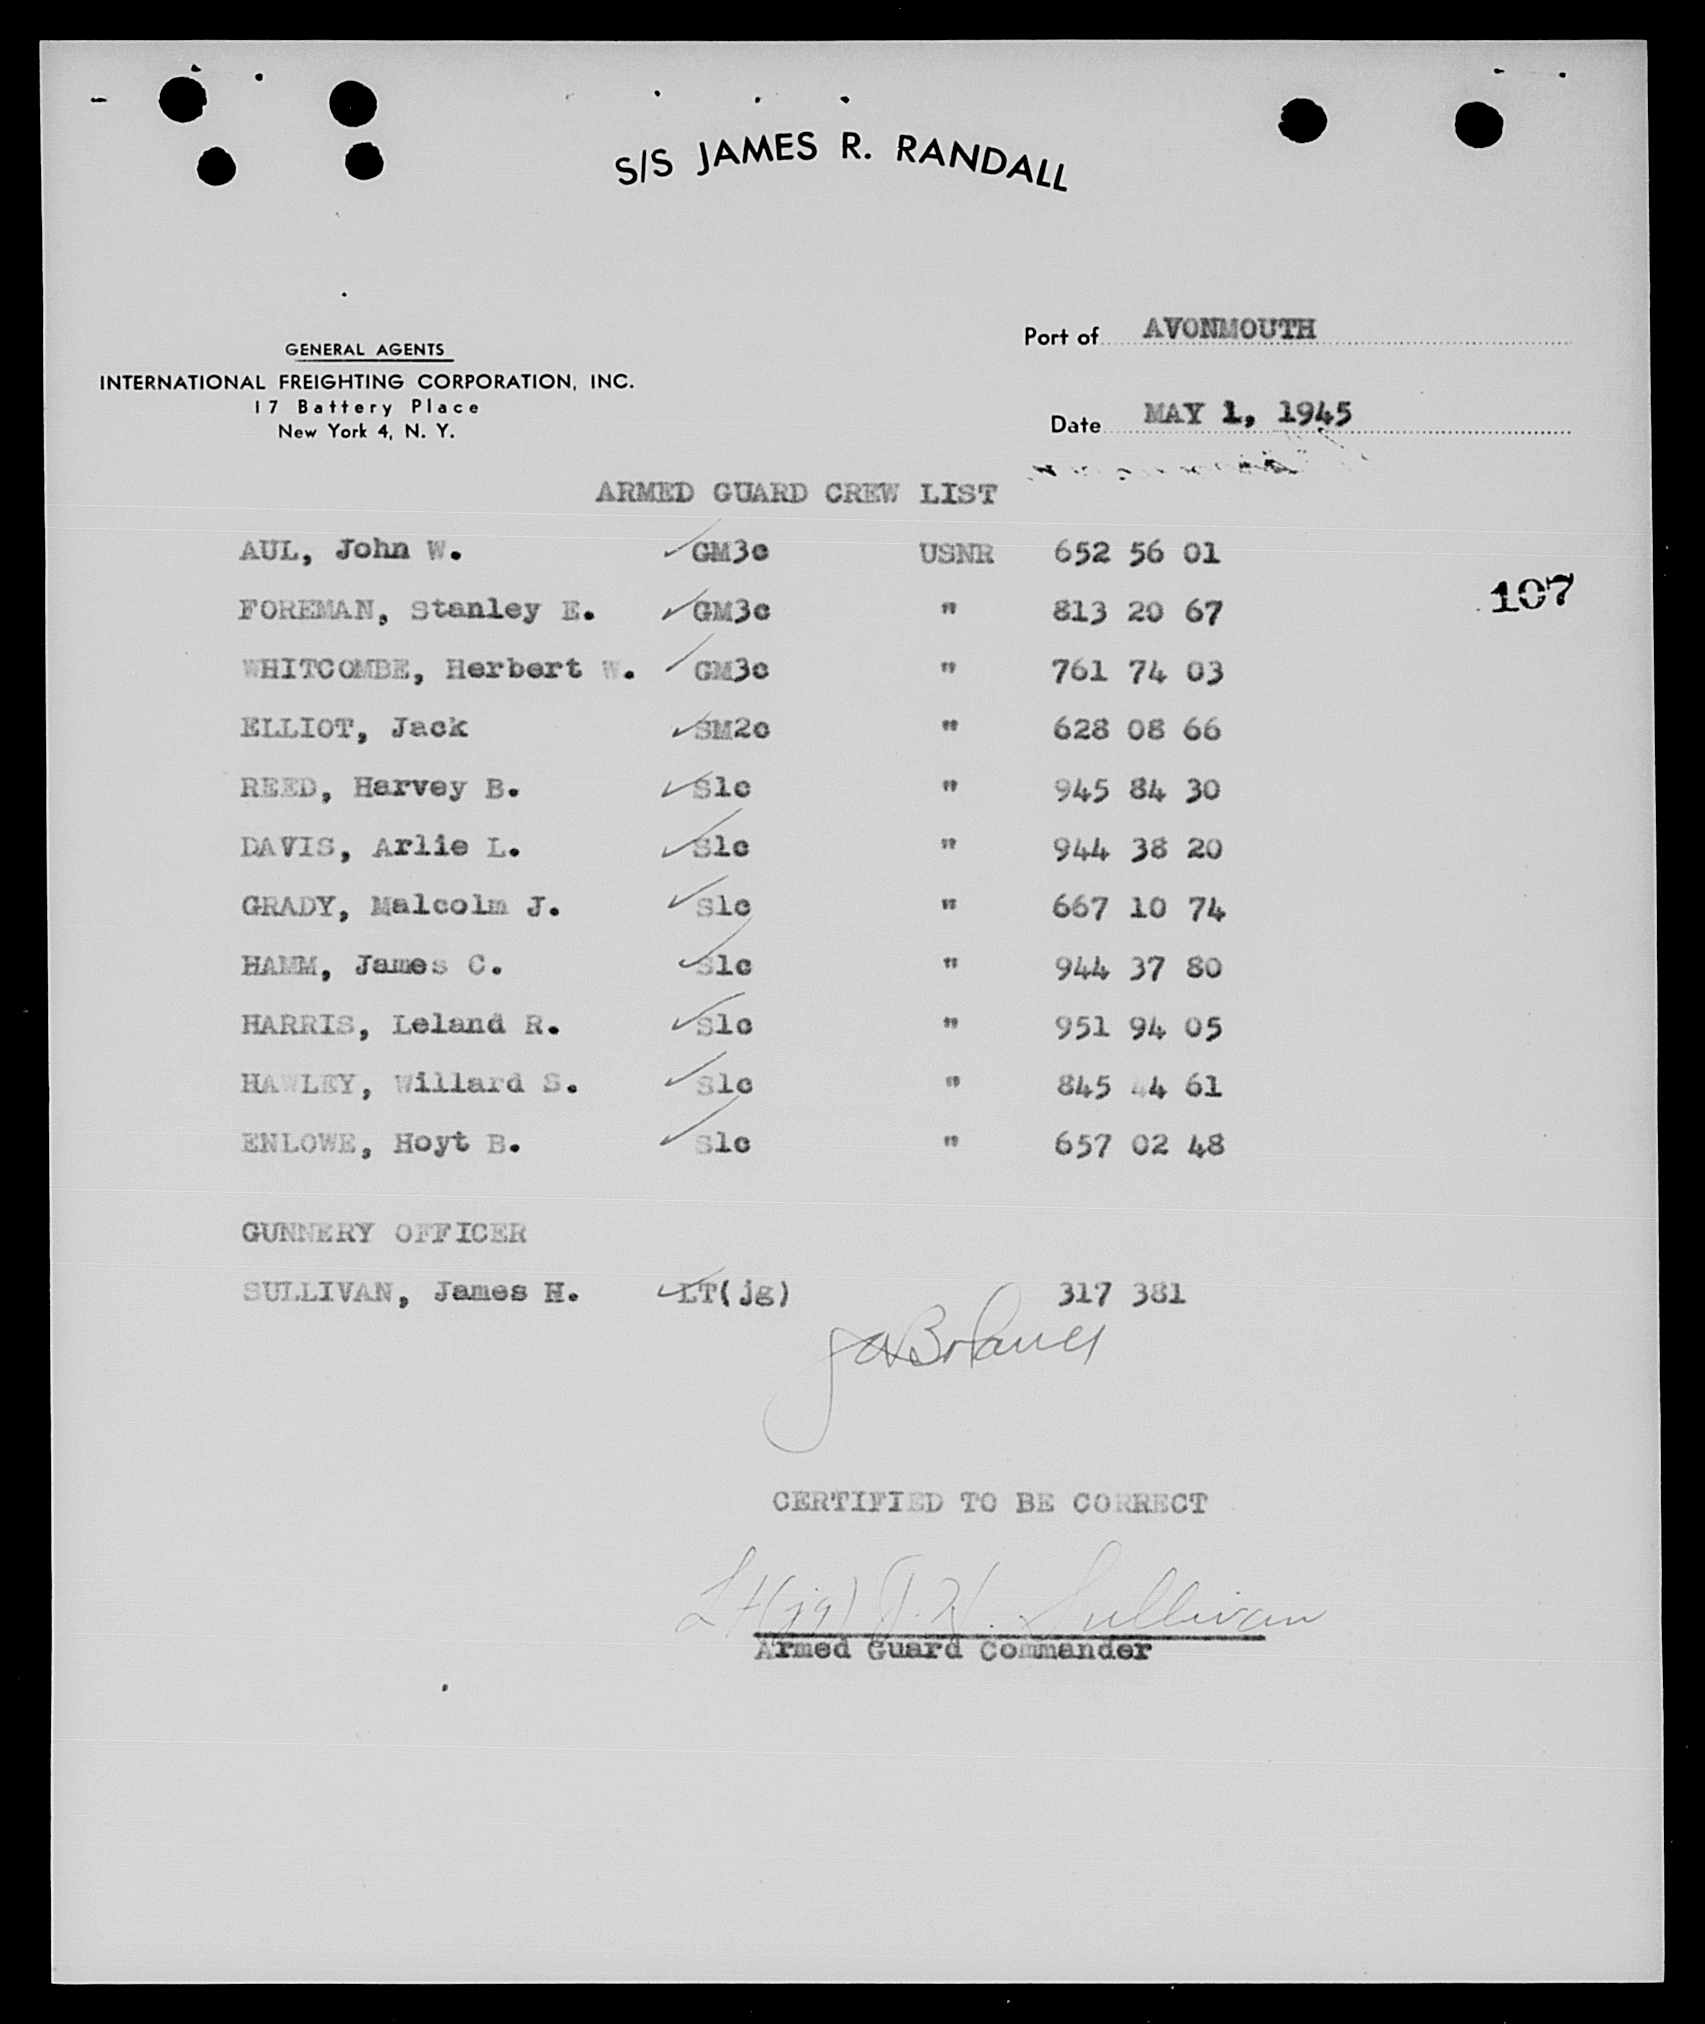 S/S JAMES R. RANDALL
Port of AVONMOUTH
GENERAL AGENTS
INTERNATIONAL FREIGHTING CORPORATION, INC.
17 Battery Place
New York 4, N. Y.
Date MAY 1, 1945
ARMED GUARD CREW LIST
AUL, John W. ✓ GM3c USNR 652 56 01
107
FOREMAN, Stanley E. ✓ GM3c " 813 20 67
WHITCOMBE, Herbert W. ✓ GM3c " 761 74 03
ELLIOT, Jack ✓ SM2c " 628 08 66
REED, Harvey B. ✓ S1c " 945 84 30
DAVIS, Arlie L. ✓ S1c " 944 38 20
GRADY, Malcolm J. ✓ S1c " 667 10 74
HAMM, James C. ✓ S1c " 944 37 80
HARRIS, Leland R. ✓ S1c " 951 94 05
HAWLEY, Willard S. ✓ S1c " 845 44 61
ENLOWE, Hoyt B. ✓ S1c " 657 02 48
GUNNERY OFFICER
SULLIVAN, James H. ✓ LT(jg) 317 381
CERTIFIED TO BE CORRECT
Lt(jg) J. H. Sullivan
Armed Guard Commander